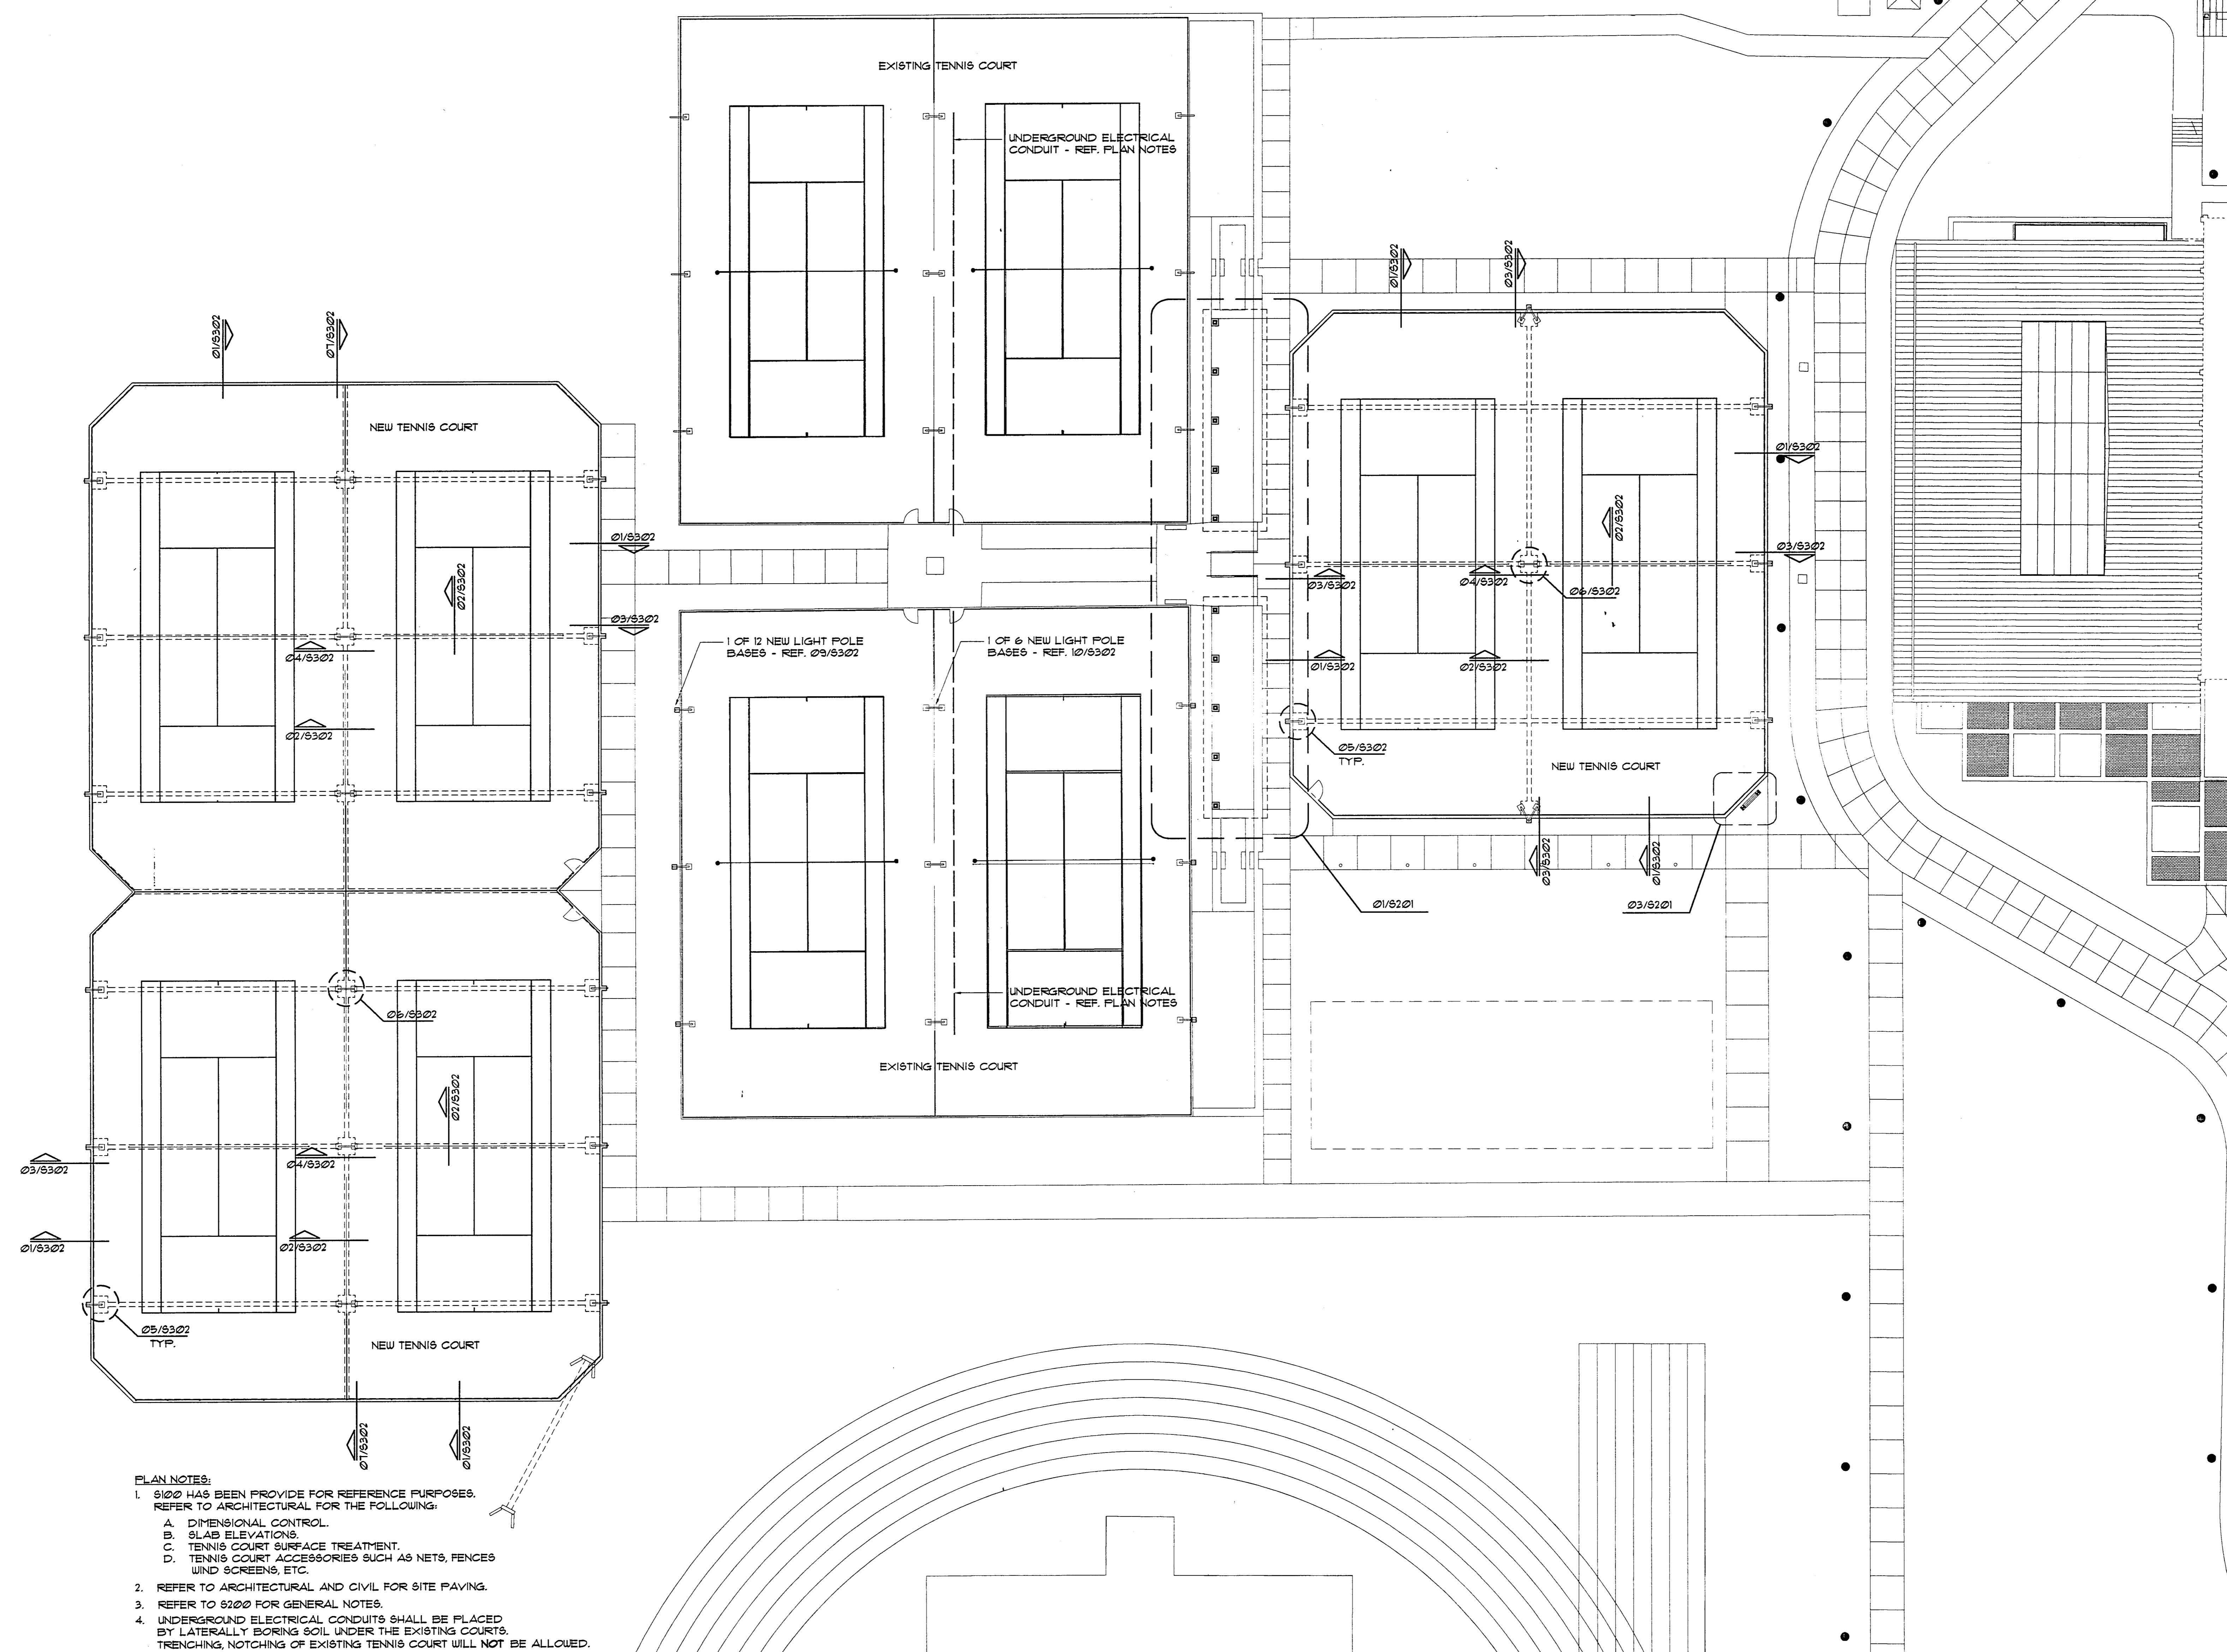 EXISTING TENNIS COURT
UNDERGROUND ELECTRICAL
CONDUIT - REF. PLAN NOTES
01/S302
03/S302
01/S302
07/S302
NEW TENNIS COURT
01/S302
02/S302
01/S302
03/S302
02/S302
03/S302
04/S302
06/S302
03/S302
1 OF 12 NEW LIGHT POLE
BASES - REF. 09/S302
1 OF 6 NEW LIGHT POLE
BASES - REF. 10/S302
04/S302
01/S302
02/S302
02/S302
05/S302
TYP.
NEW TENNIS COURT
03/S302
01/S302
01/S201
03/S201
UNDERGROUND ELECTRICAL
CONDUIT - REF. PLAN NOTES
06/S302
EXISTING TENNIS COURT
02/S302
03/S302
04/S302
01/S302
02/S302
05/S302
TYP.
NEW TENNIS COURT
07/S302
01/S302
PLAN NOTES:
1. S100 HAS BEEN PROVIDE FOR REFERENCE PURPOSES.
REFER TO ARCHITECTURAL FOR THE FOLLOWING:
A. DIMENSIONAL CONTROL.
B. SLAB ELEVATIONS.
C. TENNIS COURT SURFACE TREATMENT.
D. TENNIS COURT ACCESSORIES SUCH AS NETS, FENCES
WIND SCREENS, ETC.
2. REFER TO ARCHITECTURAL AND CIVIL FOR SITE PAVING.
3. REFER TO S200 FOR GENERAL NOTES.
4. UNDERGROUND ELECTRICAL CONDUITS SHALL BE PLACED
BY LATERALLY BORING SOIL UNDER THE EXISTING COURTS.
TRENCHING, NOTCHING OF EXISTING TENNIS COURT WILL NOT BE ALLOWED.